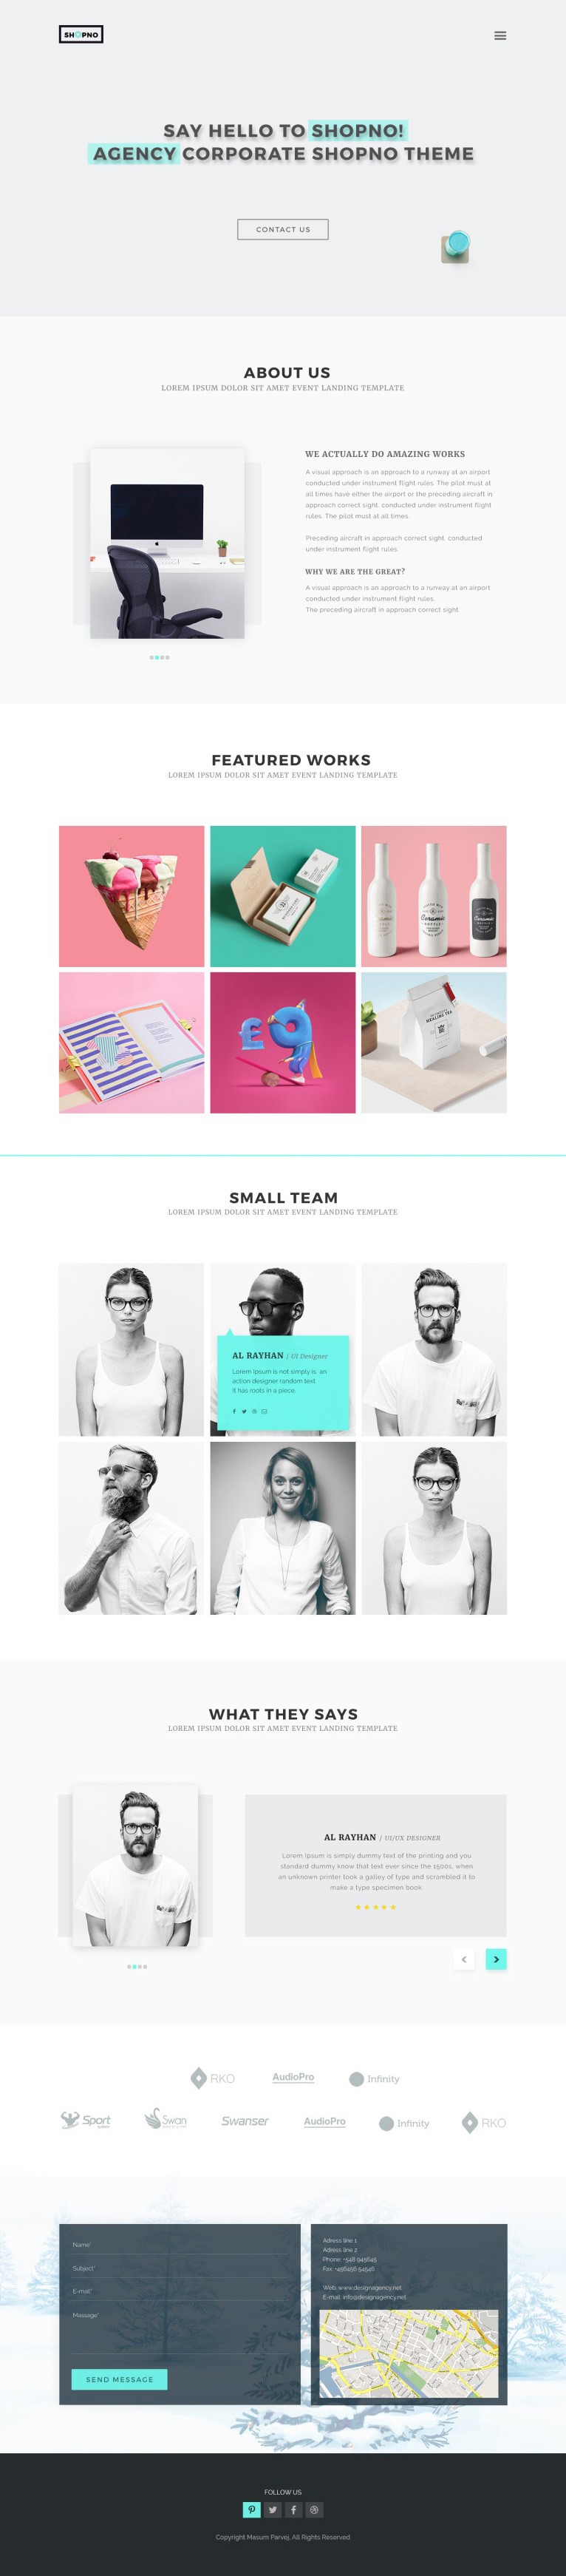 SHOPNO
SAY HELLO TO SHOPNO!
AGENCY CORPORATE SHOPNO THEME
CONTACT US
ABOUT US
LOREM IPSUM DOLOR SIT AMET EVENT LANDING TEMPLATE
WE ACTUALLY DO AMAZING WORKS
A visual approach is an approach to a runway at an airport
conducted under instrument flight rules. The pilot must at
all times have either the airport or the preceding aircraft in
approach correct sight. conducted under instrument flight
rules. The pilot must at all times.
Preceding aircraft in approach correct sight. conducted
under instrument flight rules.
WHY WE ARE THE GREAT?
A visual approach is an approach to a runway at an airport
conducted under instrument flight rules.
The preceding aircraft in approach correct sight.
FEATURED WORKS
LOREM IPSUM DOLOR SIT AMET EVENT LANDING TEMPLATE
Ceramic
BOTTLE
HEALING TEA
£9
SMALL TEAM
LOREM IPSUM DOLOR SIT AMET EVENT LANDING TEMPLATE
AL RAYHAN / UI Designer
Lorem Ipsum is not simply is an
action designer random text
it has roots in a piece.
WHAT THEY SAYS
LOREM IPSUM DOLOR SIT AMET EVENT LANDING TEMPLATE
AL RAYHAN / UI/UX DESIGNER
Lorem Ipsum is simply dummy text of the printing and you
standard dummy know that text ever since the 1500s, when
an unknown printer took a galley of type and scrambled it to
make a type specimen book.
RKO AudioPro Infinity
Sport Swan Swanser AudioPro Infinity RKO
Name*
Subject*
E-mail*
Massage*
SEND MESSAGE
Adress line 1
Adress line 2
Phone: +548 945645
Fax: +456456 54546
Web: www.designagency.net
E-mail: info@designagency.net
FOLLOW US
Copyright Masum Parvej, All Rights Reserved